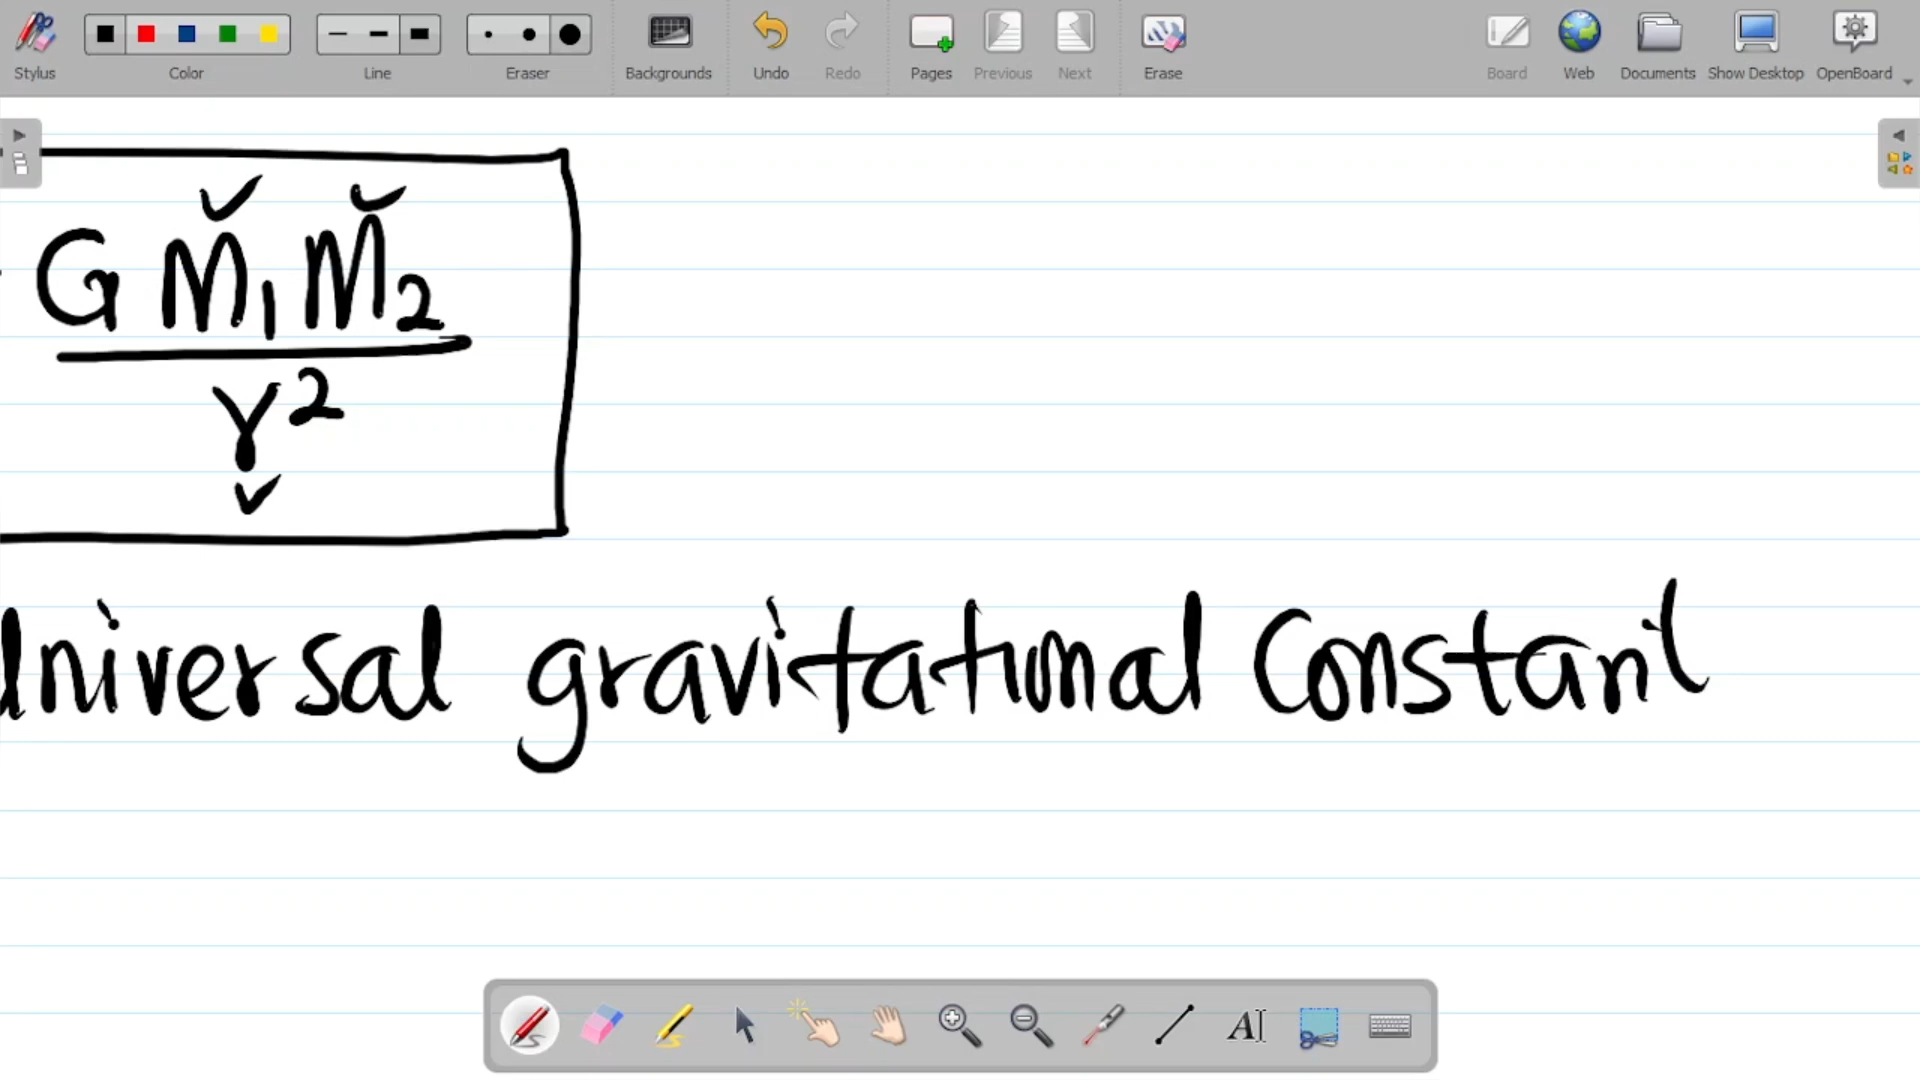 Stylus Color Line Eraser Backgrounds Undo Redo Pages Previous Next Erase Board Web Documents Show Desktop OpenBoard
G M₁ M₂
r²
Universal gravitational Constant